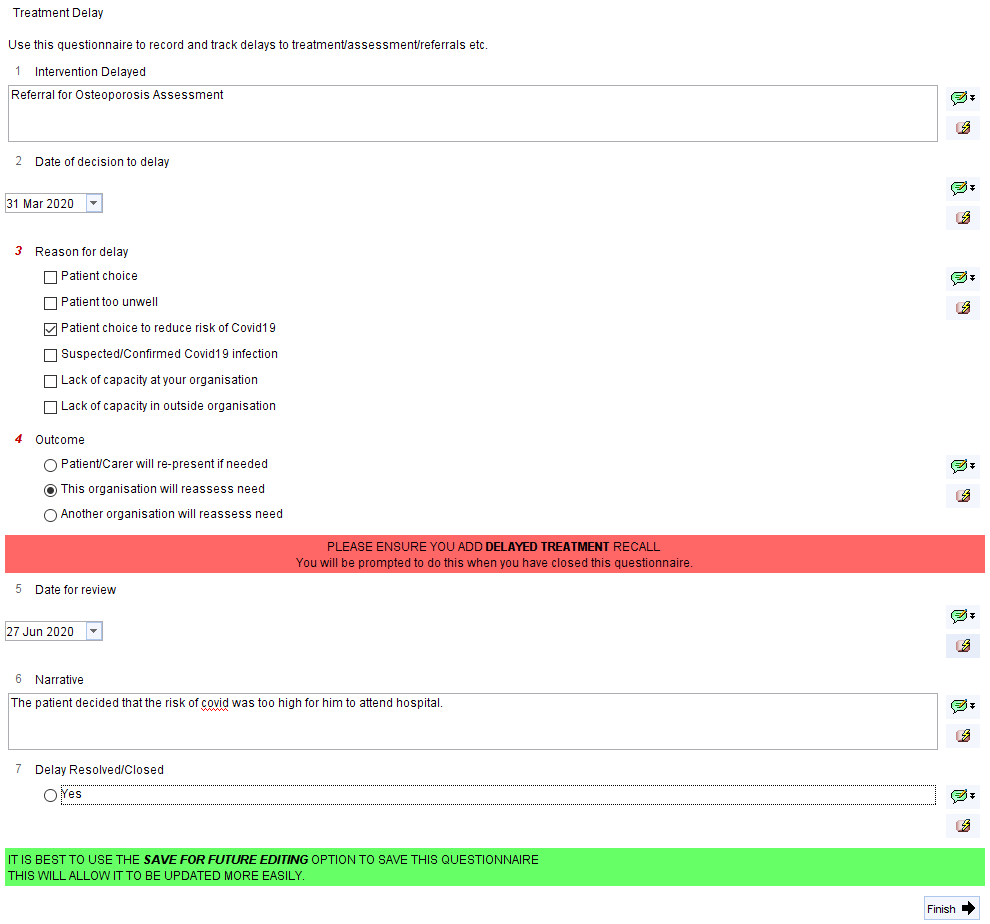 Treatment Delay
Use this questionnaire to record and track delays to treatment/assessment/referrals etc.
1 Intervention Delayed
Referral for Osteoporosis Assessment
2 Date of decision to delay
31 Mar 2020
3 Reason for delay
Patient choice
Patient too unwell
Patient choice to reduce risk of Covid19
Suspected/Confirmed Covid19 infection
Lack of capacity at your organisation
Lack of capacity in outside organisation
4 Outcome
Patient/Carer will re-present if needed
This organisation will reassess need
Another organisation will reassess need
PLEASE ENSURE YOU ADD DELAYED TREATMENT RECALL
You will be prompted to do this when you have closed this questionnaire.
5 Date for review
27 Jun 2020
6 Narrative
The patient decided that the risk of covid was too high for him to attend hospital.
7 Delay Resolved/Closed
Yes
IT IS BEST TO USE THE SAVE FOR FUTURE EDITING OPTION TO SAVE THIS QUESTIONNAIRE
THIS WILL ALLOW IT TO BE UPDATED MORE EASILY.
Finish